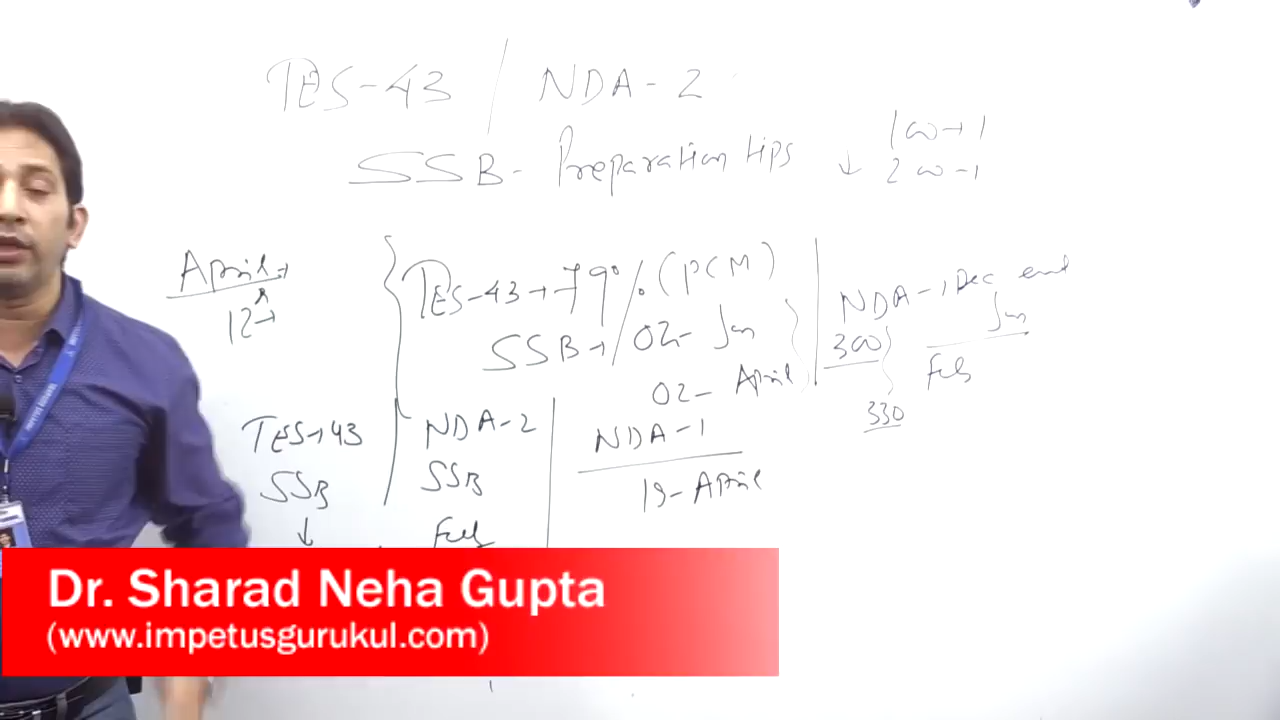 TES-43 / NDA-2
SSB- Preparation tips ↓
1 w → 1
2 w - 1
April →
12 →
TES-43 → 79% (PCM)
SSB → 02- Jan
02- April
NDA-1 Dec end
Jan
300
Feb
330
TES → 43
SSB
↓
NDA-2
SSB
Feb
NDA-1
19- April
Dr. Sharad Neha Gupta
(www.impetusgurukul.com)